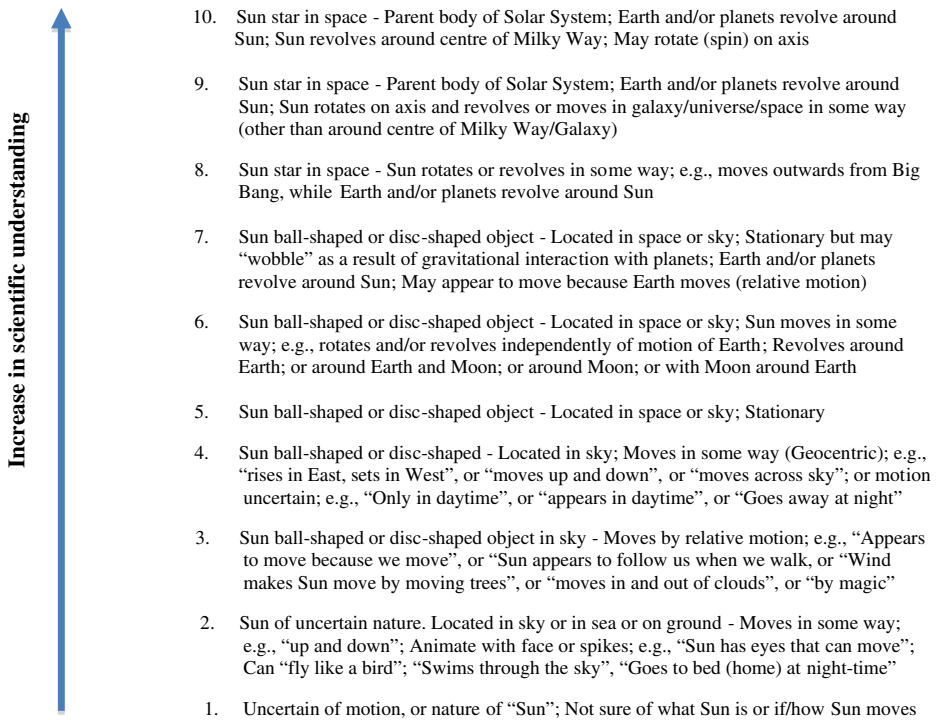 Increase in scientific understanding
10. Sun star in space - Parent body of Solar System; Earth and/or planets revolve around
Sun; Sun revolves around centre of Milky Way; May rotate (spin) on axis
9. Sun star in space - Parent body of Solar System; Earth and/or planets revolve around
Sun; Sun rotates on axis and revolves or moves in galaxy/universe/space in some way
(other than around centre of Milky Way/Galaxy)
8. Sun star in space - Sun rotates or revolves in some way; e.g., moves outwards from Big
Bang, while Earth and/or planets revolve around Sun
7. Sun ball-shaped or disc-shaped object - Located in space or sky; Stationary but may
“wobble” as a result of gravitational interaction with planets; Earth and/or planets
revolve around Sun; May appear to move because Earth moves (relative motion)
6. Sun ball-shaped or disc-shaped object - Located in space or sky; Sun moves in some
way; e.g., rotates and/or revolves independently of motion of Earth; Revolves around
Earth; or around Earth and Moon; or around Moon; or with Moon around Earth
5. Sun ball-shaped or disc-shaped object - Located in space or sky; Stationary
4. Sun ball-shaped or disc-shaped - Located in sky; Moves in some way (Geocentric); e.g.,
“rises in East, sets in West”, or “moves up and down”, or “moves across sky”; or motion
uncertain; e.g., “Only in daytime”, or “appears in daytime”, or “Goes away at night”
3. Sun ball-shaped or disc-shaped object in sky - Moves by relative motion; e.g., “Appears
to move because we move”, or “Sun appears to follow us when we walk, or “Wind
makes Sun move by moving trees”, or “moves in and out of clouds”, or “by magic”
2. Sun of uncertain nature. Located in sky or in sea or on ground - Moves in some way;
e.g., “up and down”; Animate with face or spikes; e.g., “Sun has eyes that can move”;
Can “fly like a bird”; “Swims through the sky”, “Goes to bed (home) at night-time”
1. Uncertain of motion, or nature of “Sun”; Not sure of what Sun is or if/how Sun moves